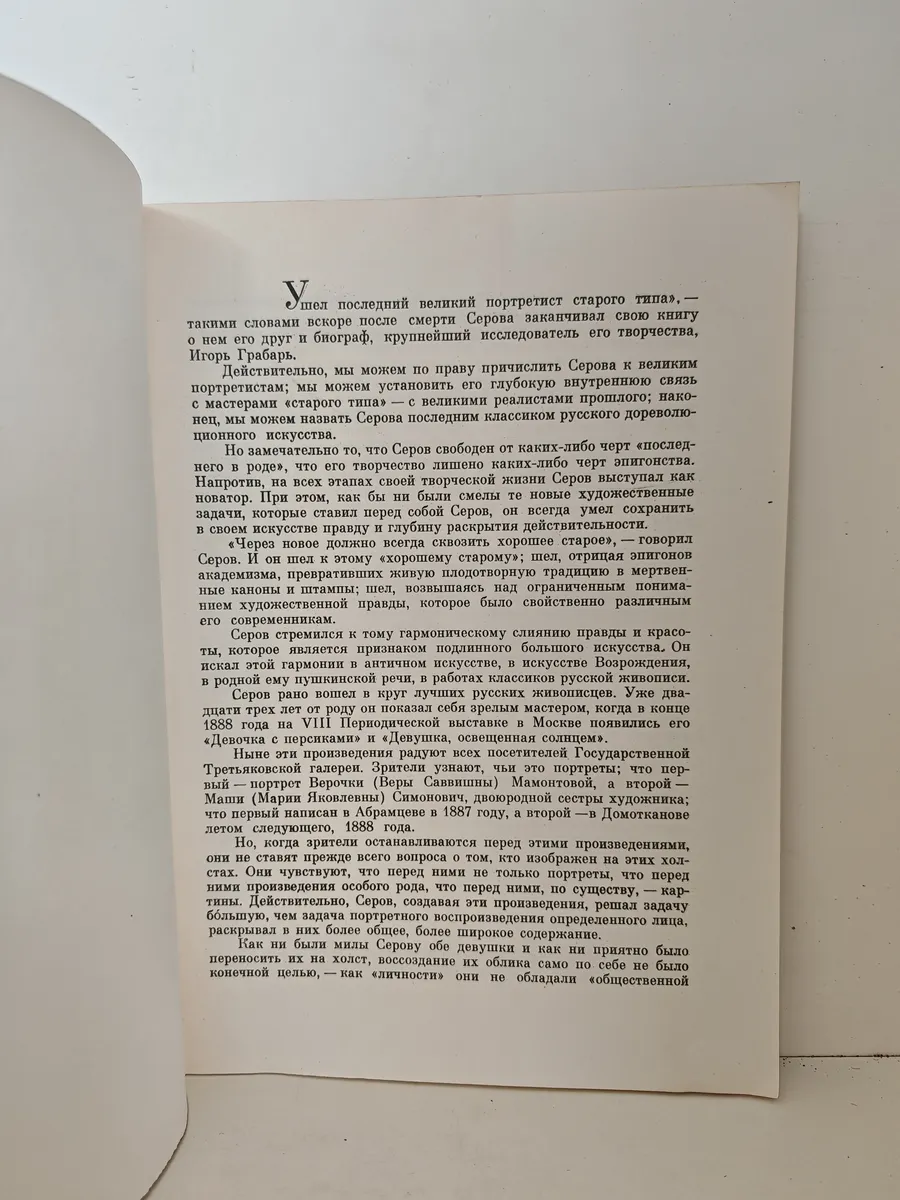 Ушел последний великий портретист старого типа», —
такими словами вскоре после смерти Серова заканчивал свою книгу
о нем его друг и биограф, крупнейший исследователь его творчества,
Игорь Грабарь.
Действительно, мы можем по праву причислить Серова к великим
портретистам; мы можем установить его глубокую внутреннюю связь
с мастерами «старого типа» — с великими реалистами прошлого; нако-
нец, мы можем назвать Серова последним классиком русского дореволю-
ционного искусства.
Но замечательно то, что Серов свободен от каких-либо черт «послед-
него в роде», что его творчество лишено каких-либо черт эпигонства.
Напротив, на всех этапах своей творческой жизни Серов выступал как
новатор. При этом, как бы ни были смелы те новые художественные
задачи, которые ставил перед собой Серов, он всегда умел сохранить
в своем искусстве правду и глубину раскрытия действительности.
«Через новое должно всегда сквозить хорошее старое», — говорил
Серов. И он шел к этому «хорошему старому»; шел, отрицая эпигонов
академизма, превративших живую плодотворную традицию в мертвен-
ные каноны и штампы; шел, возвышаясь над ограниченным понима-
нием художественной правды, которое было свойственно различным
его современникам.
Серов стремился к тому гармоническому слиянию правды и красо-
ты, которое является признаком подлинного большого искусства. Он
искал этой гармонии в античном искусстве, в искусстве Возрождения,
в родной ему пушкинской речи, в работах классиков русской живописи.
Серов рано вошел в круг лучших русских живописцев. Уже два-
дцати трех лет от роду он показал себя зрелым мастером, когда в конце
1888 года на VIII Периодической выставке в Москве появились его
«Девочка с персиками» и «Девушка, освещенная солнцем».
Ныне эти произведения радуют всех посетителей Государственной
Третьяковской галереи. Зрители узнают, чьи это портреты; что пер-
вый — портрет Верочки (Веры Саввишны) Мамонтовой, а второй —
Маши (Марии Яковлевны) Симонович, двоюродной сестры художника;
что первый написан в Абрамцеве в 1887 году, а второй — в Домотканове
летом следующего, 1888 года.
Но, когда зрители останавливаются перед этими произведениями,
они не ставят прежде всего вопроса о том, кто изображен на этих хол-
стах. Они чувствуют, что перед ними не только портреты, что перед
ними произведения особого рода, что перед ними, по существу, — кар-
тины. Действительно, Серов, создавая эти произведения, решал задачу
бо́льшую, чем задача портретного воспроизведения определенного лица,
раскрывал в них более общее, более широкое содержание.
Как ни были милы Серову обе девушки и как ни приятно было
переносить их на холст, воссоздание их облика само по себе не было
конечной целью, — как «личности» они не обладали «общественной